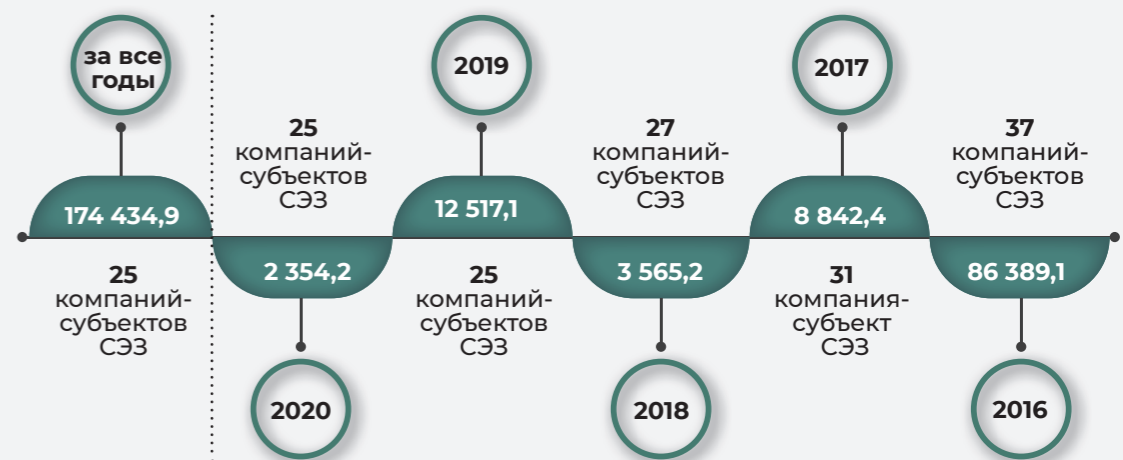 за все
годы
174 434,9
25
компаний-
субъектов
СЭЗ
25
компаний-
субъектов
СЭЗ
2 354,2
2020
2019
12 517,1
25
компаний-
субъектов
СЭЗ
27
компаний-
субъектов
СЭЗ
3 565,2
2018
2017
8 842,4
31
компания-
субъект
СЭЗ
37
компаний-
субъектов
СЭЗ
86 389,1
2016